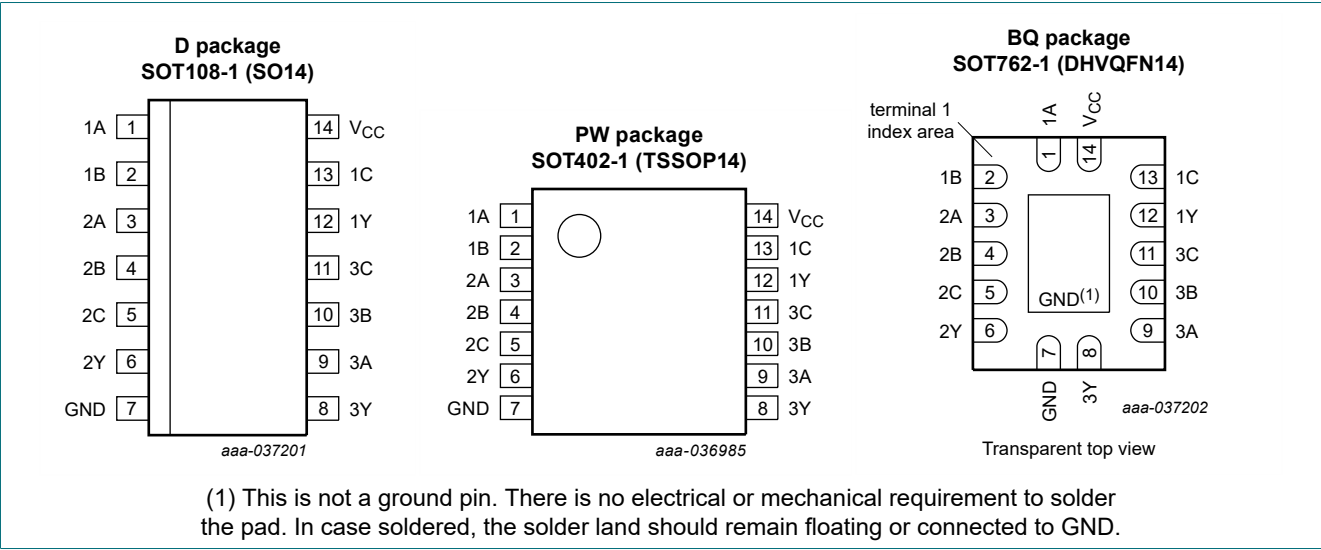 D package
SOT108-1 (SO14)
1A 1 14 VCC
1B 2 13 1C
2A 3 12 1Y
2B 4 11 3C
2C 5 10 3B
2Y 6 9 3A
GND 7 8 3Y
aaa-037201
PW package
SOT402-1 (TSSOP14)
1A 1 14 VCC
1B 2 13 1C
2A 3 12 1Y
2B 4 11 3C
2C 5 10 3B
2Y 6 9 3A
GND 7 8 3Y
aaa-036985
BQ package
SOT762-1 (DHVQFN14)
terminal 1
index area
1A VCC
1 14
1B 2 13 1C
2A 3 12 1Y
2B 4 11 3C
2C 5 10 3B
GND(1)
2Y 6 9 3A
7 8
GND 3Y
aaa-037202
Transparent top view
(1) This is not a ground pin. There is no electrical or mechanical requirement to solder
the pad. In case soldered, the solder land should remain floating or connected to GND.